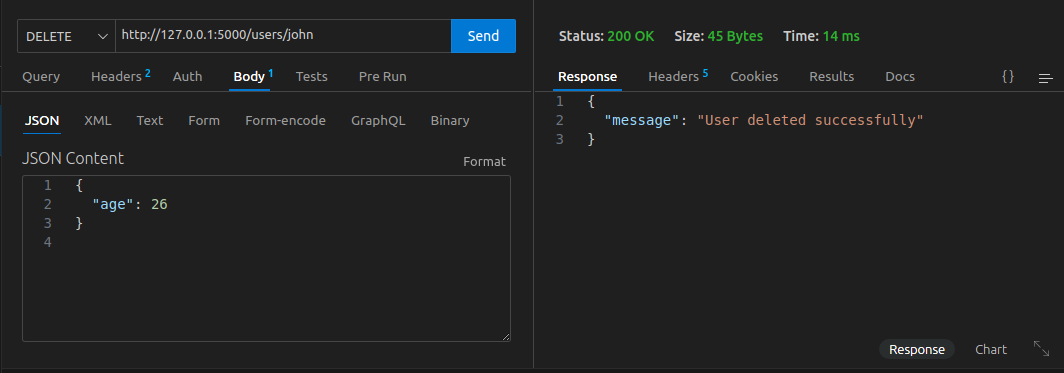 DELETE http://127.0.0.1:5000/users/john Send
Query Headers 2 Auth Body 1 Tests Pre Run
JSON XML Text Form Form-encode GraphQL Binary
JSON Content Format
1 {
2 "age": 26
3 }
4
Status: 200 OK Size: 45 Bytes Time: 14 ms
Response Headers 5 Cookies Results Docs {}
1 {
2 "message": "User deleted successfully"
3 }
Response Chart